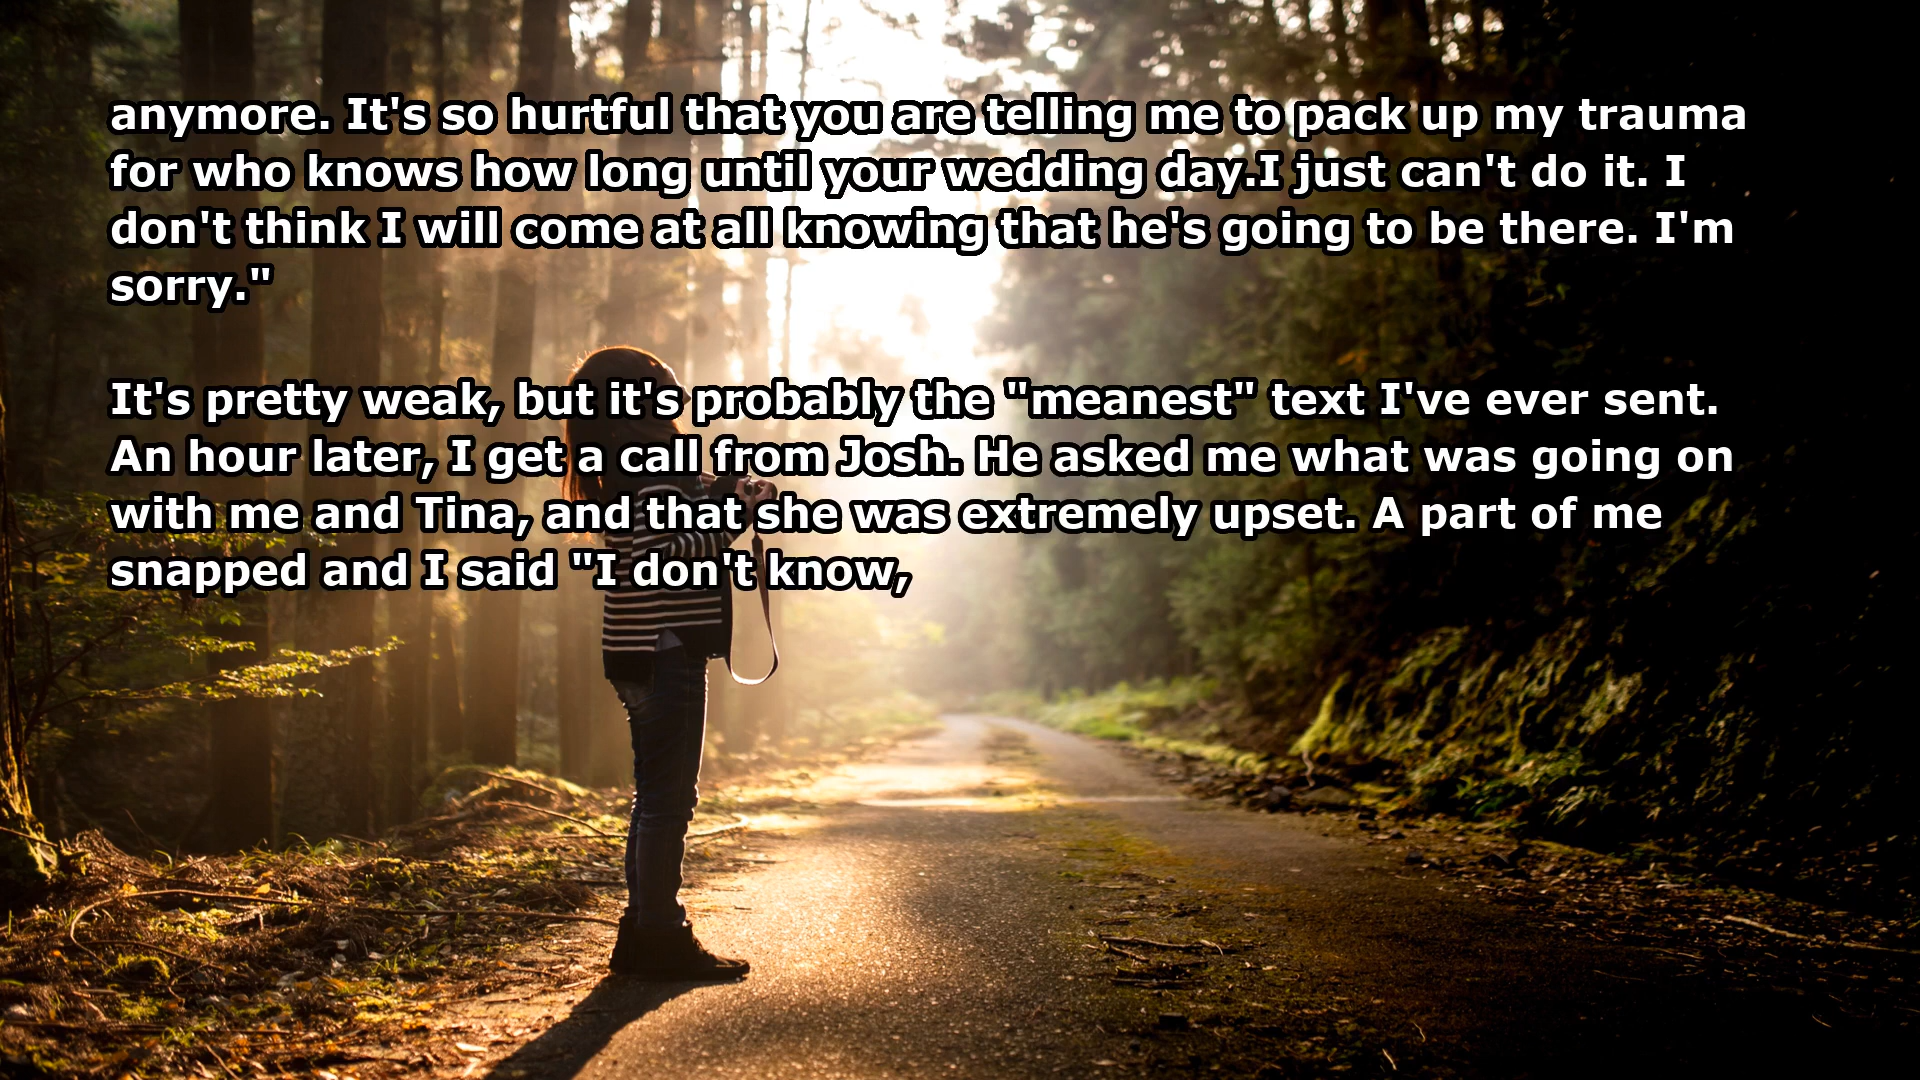 anymore. It's so hurtful that you are telling me to pack up my trauma
for who knows how long until your wedding day.I just can't do it. I
don't think I will come at all knowing that he's going to be there. I'm
sorry."
It's pretty weak, but it's probably the "meanest" text I've ever sent.
An hour later, I get a call from Josh. He asked me what was going on
with me and Tina, and that she was extremely upset. A part of me
snapped and I said "I don't know,